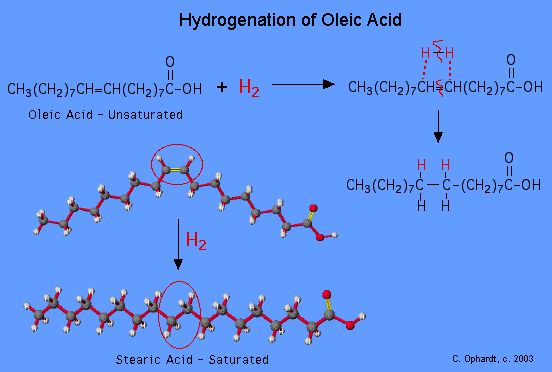 Hydrogenation of Oleic Acid
H H
O
O
CH3(CH2)7CH=CH(CH2)7C-OH + H2
CH3(CH2)7CH=CH(CH2)7C-OH
Oleic Acid - Unsaturated
H H
O
CH3(CH2)7C-C-(CH2)7C-OH
H H
H2
Stearic Acid - Saturated
C. Ophardt, c. 2003